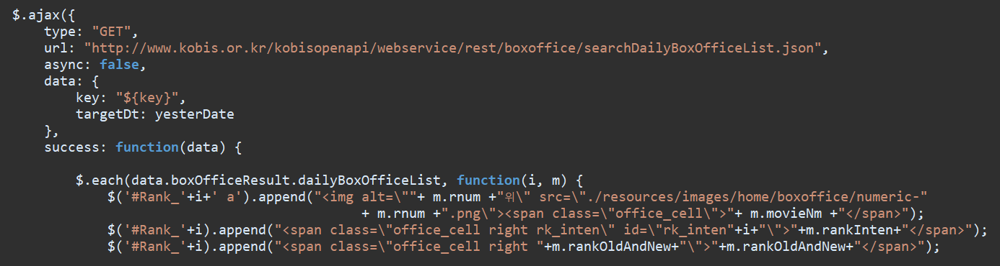 $.ajax({
    type: "GET",
    url: "http://www.kobis.or.kr/kobisopenapi/webservice/rest/boxoffice/searchDailyBoxOfficeList.json",
    async: false,
    data: {
        key: "${key}",
        targetDt: yesterDate
    },
    success: function(data) {
        $.each(data.boxOfficeResult.dailyBoxOfficeList, function(i, m) {
            $('#Rank_'+i+' a').append("<img alt=\""+ m.rnum +"위\" src=\"./resources/images/home/boxoffice/numeric-"
                                            + m.rnum +".png\"><span class=\"office_cell\">"+ m.movieNm +"</span>");
            $('#Rank_'+i).append("<span class=\"office_cell right rk_inten\" id=\"rk_inten"+i+"\">"+m.rankInten+"</span>");
            $('#Rank_'+i).append("<span class=\"office_cell right "+m.rankOldAndNew+"\">"+m.rankOldAndNew+"</span>");